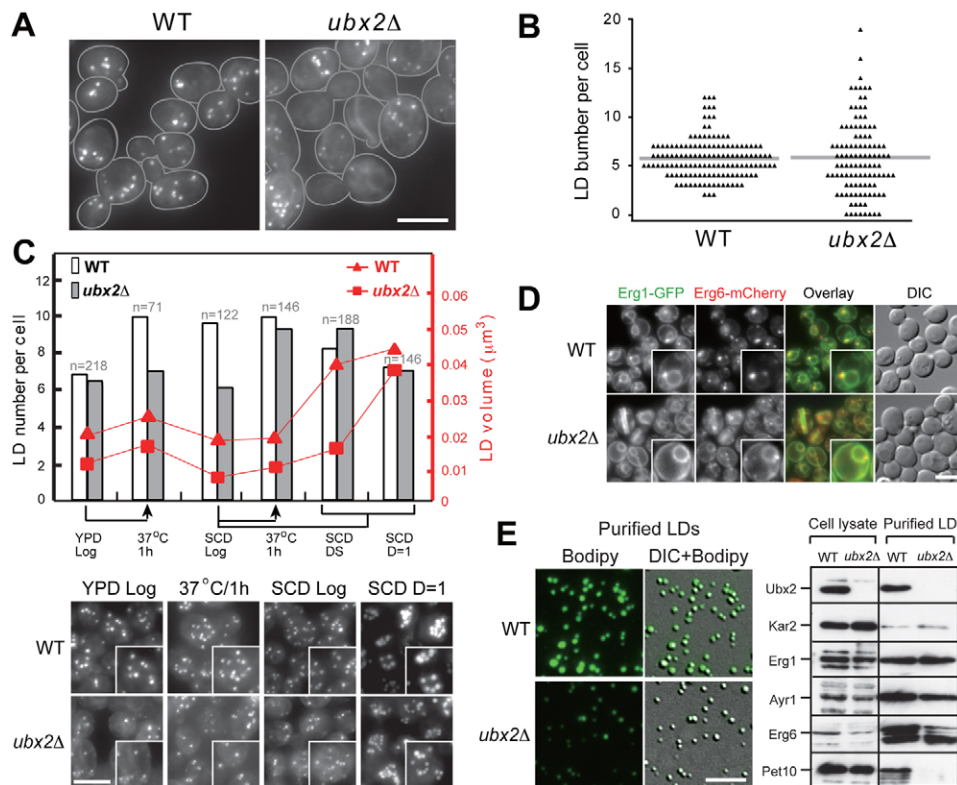 A
WT
ubx2Δ
B
LD bumber per cell
20
15
10
5
0
WT
ubx2Δ
C
WT
ubx2Δ
WT
ubx2Δ
LD number per cell
12
10
8
6
4
2
0
n=218
n=71
n=122
n=146
n=188
n=146
LD volume (μm³)
0.06
0.05
0.04
0.03
0.02
0.01
0
YPD Log
37°C 1h
SCD Log
37°C 1h
SCD DS
SCD D=1
YPD Log
37 °C/1h
SCD Log
SCD D=1
WT
ubx2Δ
D
Erg1-GFP
Erg6-mCherry
Overlay
DIC
WT
ubx2Δ
E
Purified LDs
Bodipy
DIC+Bodipy
WT
ubx2Δ
Cell lysate
Purified LD
WT
ubx2Δ
WT
ubx2Δ
Ubx2
Kar2
Erg1
Ayr1
Erg6
Pet10